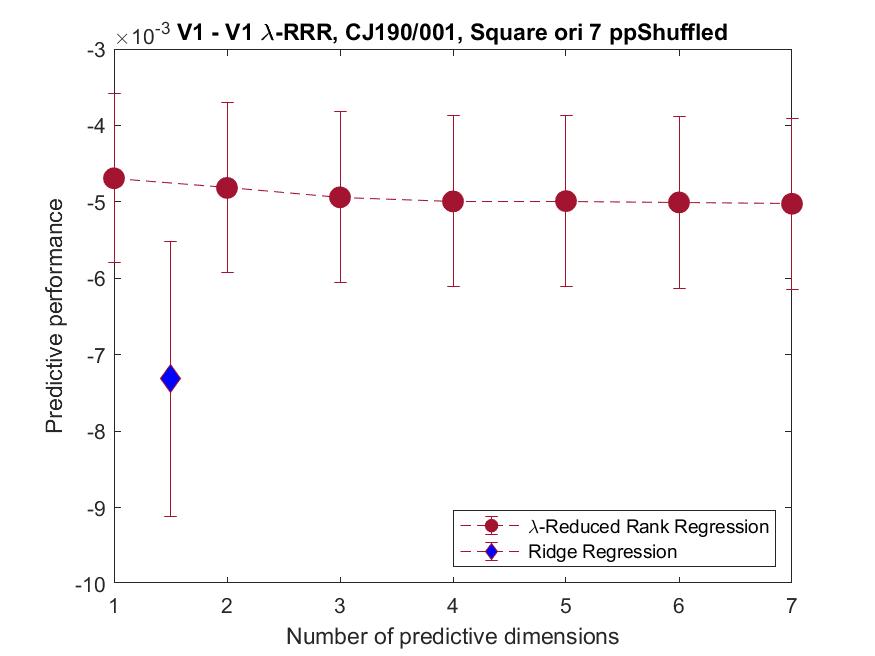 ×10-3 V1 - V1 λ-RRR, CJ190/001, Square ori 7 ppShuffled
-3
-4
-5
-6
-7
-8
-9
-10
Predictive performance
1 2 3 4 5 6 7
Number of predictive dimensions
λ-Reduced Rank Regression
Ridge Regression